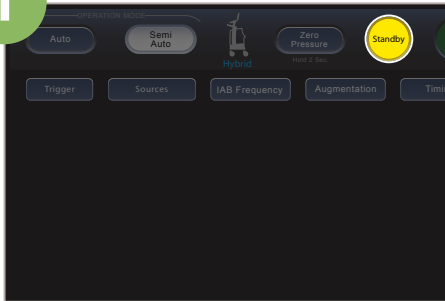 OPERATION MODE
Auto
Semi
Auto
Hybrid
Zero
Pressure
Hold 2 Sec.
Standby
Trigger
Sources
IAB Frequency
Augmentation